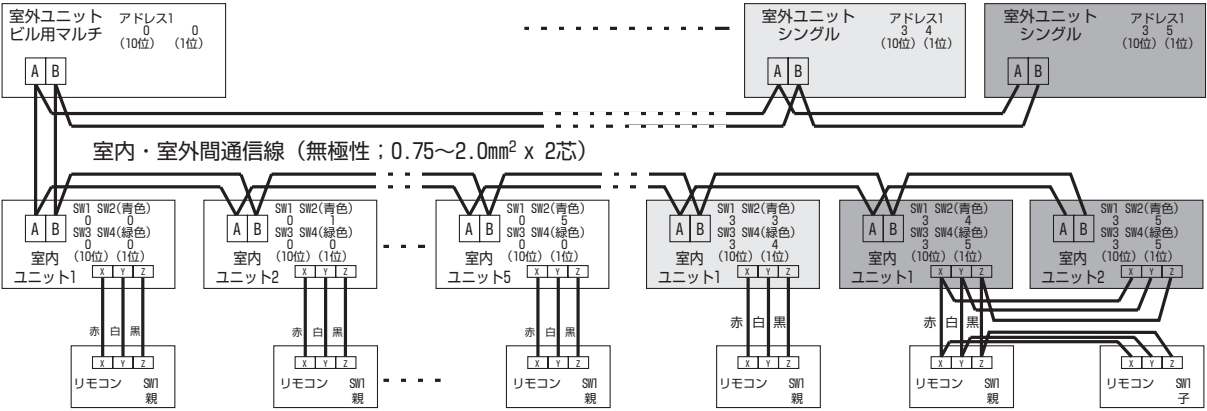 室外ユニット アドレス1
ビル用マルチ 0 0
(10位) (1位)
A B
室外ユニット アドレス1
シングル 3 4
(10位) (1位)
A B
室外ユニット アドレス1
シングル 3 5
(10位) (1位)
A B
室内・室外間通信線（無極性；0.75～2.0mm² x 2芯）
SW1 SW2(青色)
0 0
A B SW3 SW4(緑色)
0 0
室内 (10位) (1位)
ユニット1 X Y Z
SW1 SW2(青色)
0 1
A B SW3 SW4(緑色)
0 0
室内 (10位) (1位)
ユニット2 X Y Z
SW1 SW2(青色)
0 5
A B SW3 SW4(緑色)
0 0
室内 (10位) (1位)
ユニット5 X Y Z
SW1 SW2(青色)
3 3
A B SW3 SW4(緑色)
3 4
室内 (10位) (1位)
ユニット1 X Y Z
SW1 SW2(青色)
3 4
A B SW3 SW4(緑色)
3 5
室内 (10位) (1位)
ユニット1 X Y Z
SW1 SW2(青色)
3 5
A B SW3 SW4(緑色)
3 5
室内 (10位) (1位)
ユニット2 X Y Z
赤 白 黒
赤 白 黒
赤 白 黒
赤 白 黒
赤 白 黒
X Y Z
リモコン SW1
親
X Y Z
リモコン SW1
親
X Y Z
リモコン SW1
親
X Y Z
リモコン SW1
親
X Y Z
リモコン SW1
親
X Y Z
リモコン SW1
子